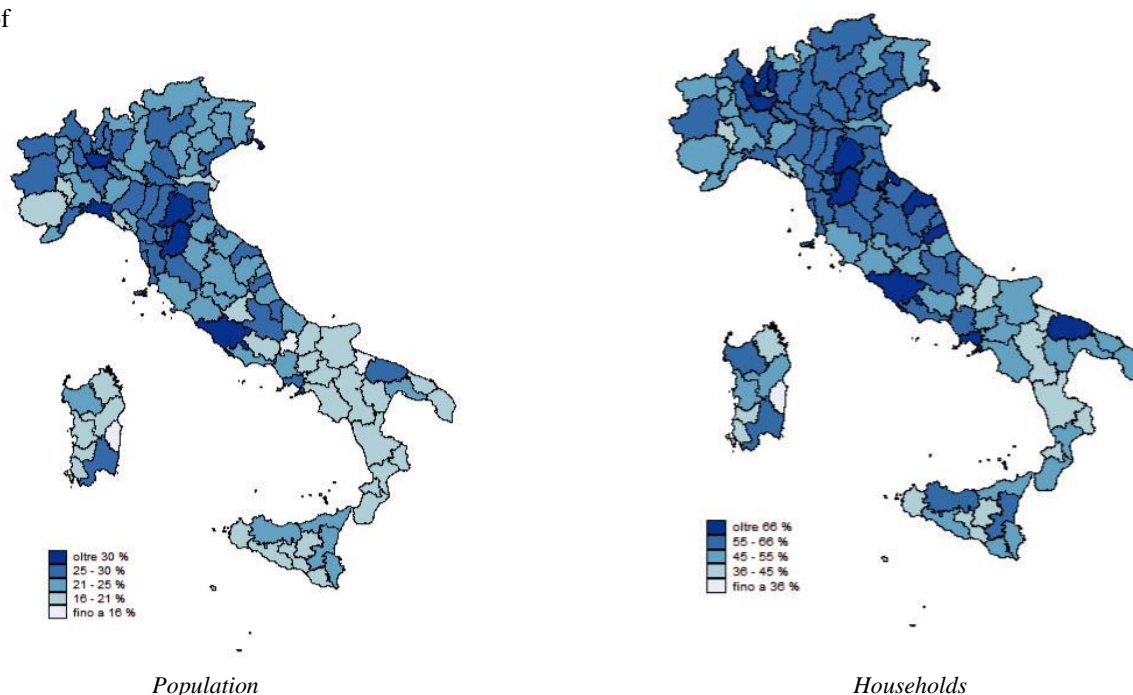 of
oltre 30 %
25 - 30 %
21 - 25 %
16 - 21 %
fino a 16 %
oltre 66 %
55 - 66 %
45 - 55 %
36 - 45 %
fino a 36 %
Population
Households